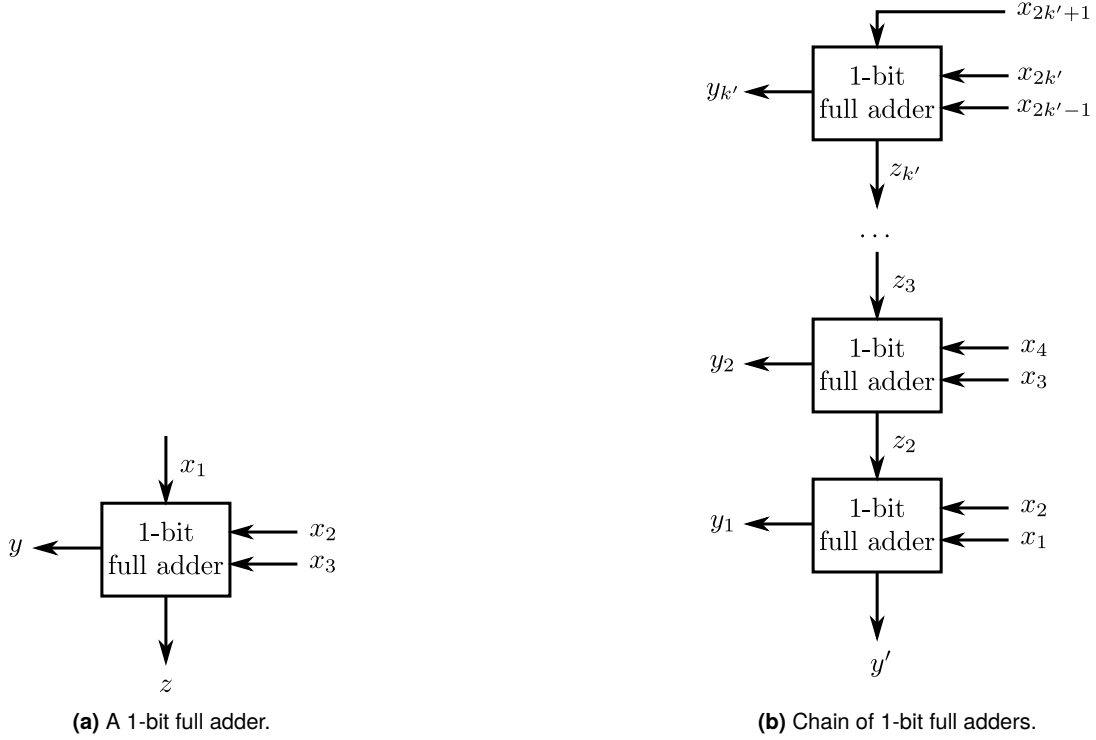 x_1
1-bit
full adder
x_2
x_3
y
z
(a) A 1-bit full adder.
x_{2k'+1}
1-bit
full adder
x_{2k'}
x_{2k'-1}
y_{k'}
z_{k'}
...
z_3
1-bit
full adder
x_4
x_3
y_2
z_2
1-bit
full adder
x_2
x_1
y_1
y'
(b) Chain of 1-bit full adders.